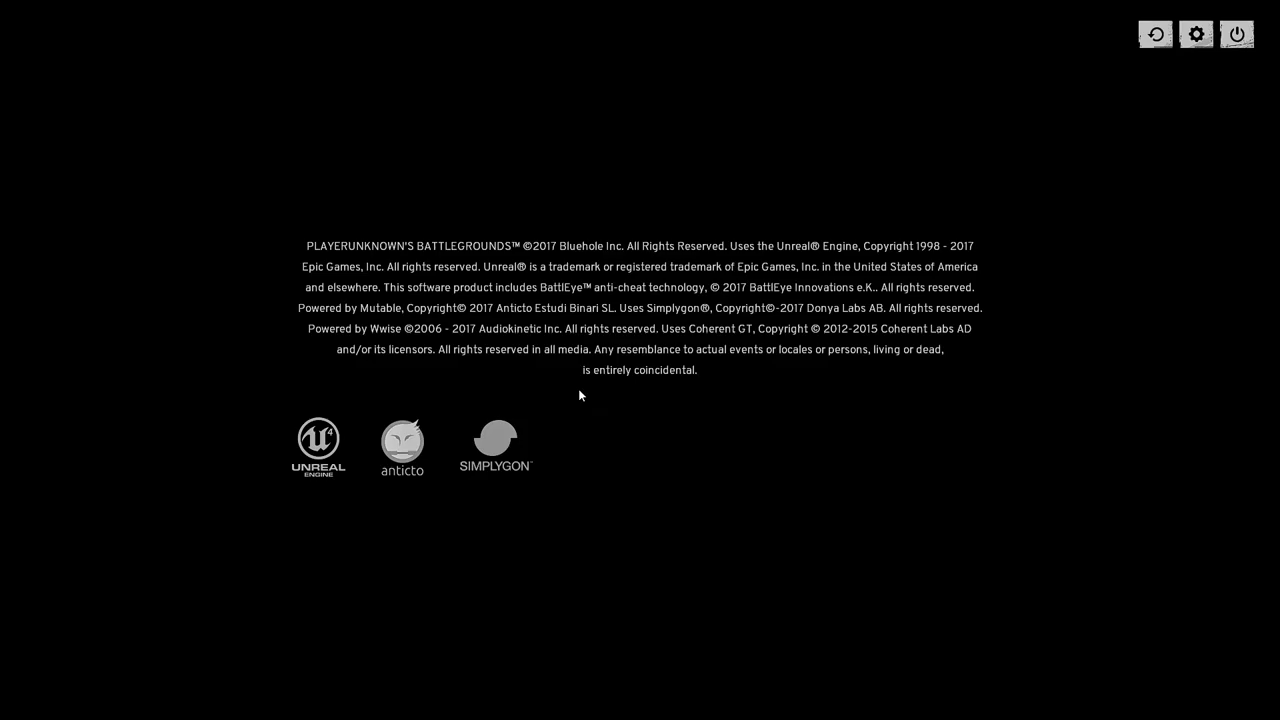 PLAYERUNKNOWN'S BATTLEGROUNDS™ ©2017 Bluehole Inc. All Rights Reserved. Uses the Unreal® Engine, Copyright 1998 - 2017
Epic Games, Inc. All rights reserved. Unreal® is a trademark or registered trademark of Epic Games, Inc. in the United States of America
and elsewhere. This software product includes BattlEye™ anti-cheat technology, © 2017 BattlEye Innovations e.K.. All rights reserved.
Powered by Mutable, Copyright© 2017 Anticto Estudi Binari SL. Uses Simplygon®, Copyright©-2017 Donya Labs AB. All rights reserved.
Powered by Wwise ©2006 - 2017 Audiokinetic Inc. All rights reserved. Uses Coherent GT, Copyright © 2012-2015 Coherent Labs AD
and/or its licensors. All rights reserved in all media. Any resemblance to actual events or locales or persons, living or dead,
is entirely coincidental.
U4
UNREAL
ENGINE
anticto
SIMPLYGON™